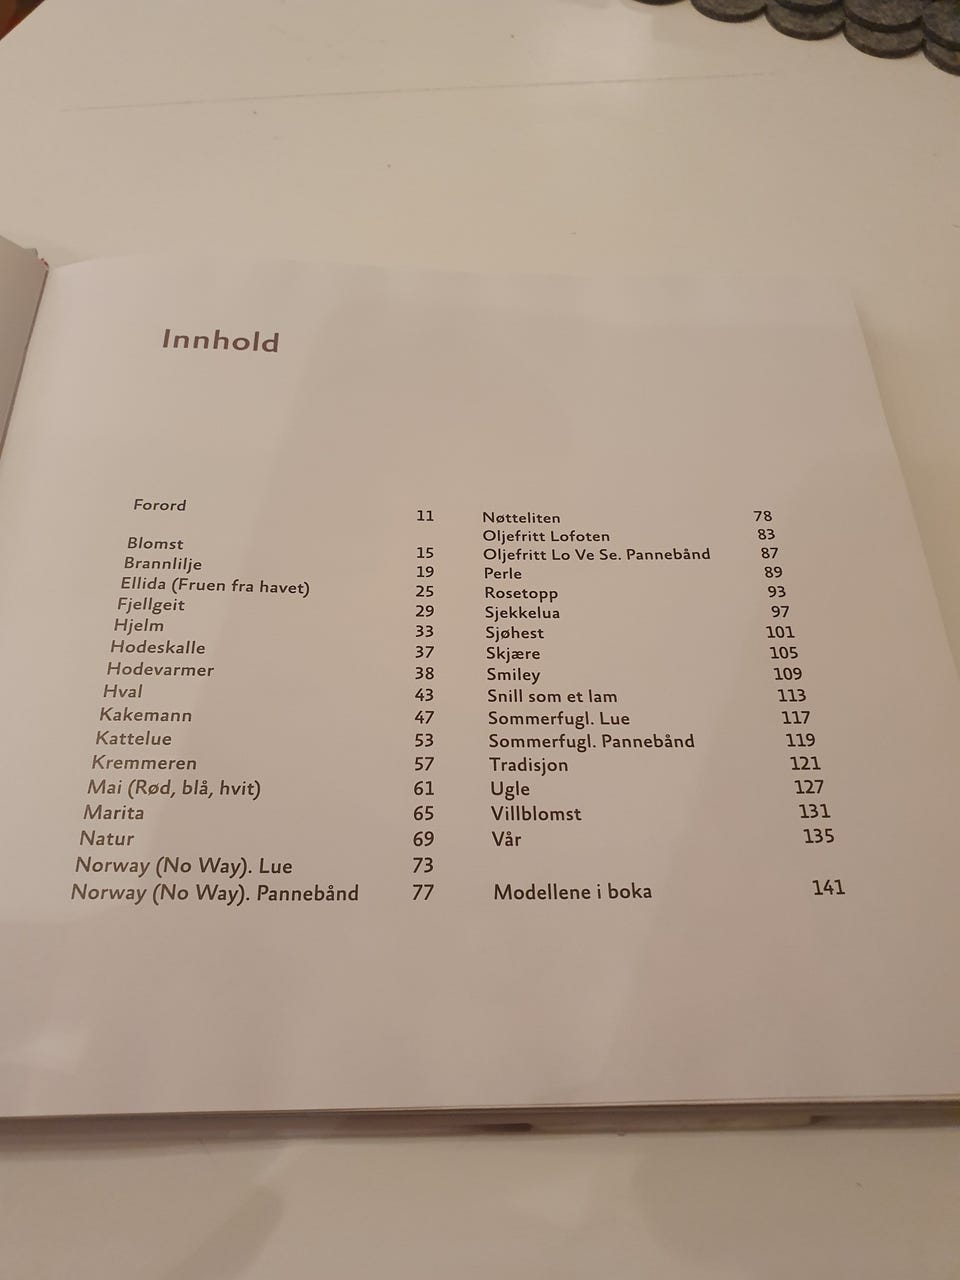 Innhold
Forord 11
Blomst 15
Brannlilje 19
Ellida (Fruen fra havet) 25
Fjellgeit 29
Hjelm 33
Hodeskalle 37
Hodevarmer 38
Hval 43
Kakemann 47
Kattelue 53
Kremmeren 57
Mai (Rød, blå, hvit) 61
Marita 65
Natur 69
Norway (No Way). Lue 73
Norway (No Way). Pannebånd 77
Nøtteliten 78
Oljefritt Lofoten 83
Oljefritt Lo Ve Se. Pannebånd 87
Perle 89
Rosetopp 93
Sjekkelua 97
Sjøhest 101
Skjære 105
Smiley 109
Snill som et lam 113
Sommerfugl. Lue 117
Sommerfugl. Pannebånd 119
Tradisjon 121
Ugle 127
Villblomst 131
Vår 135
Modellene i boka 141